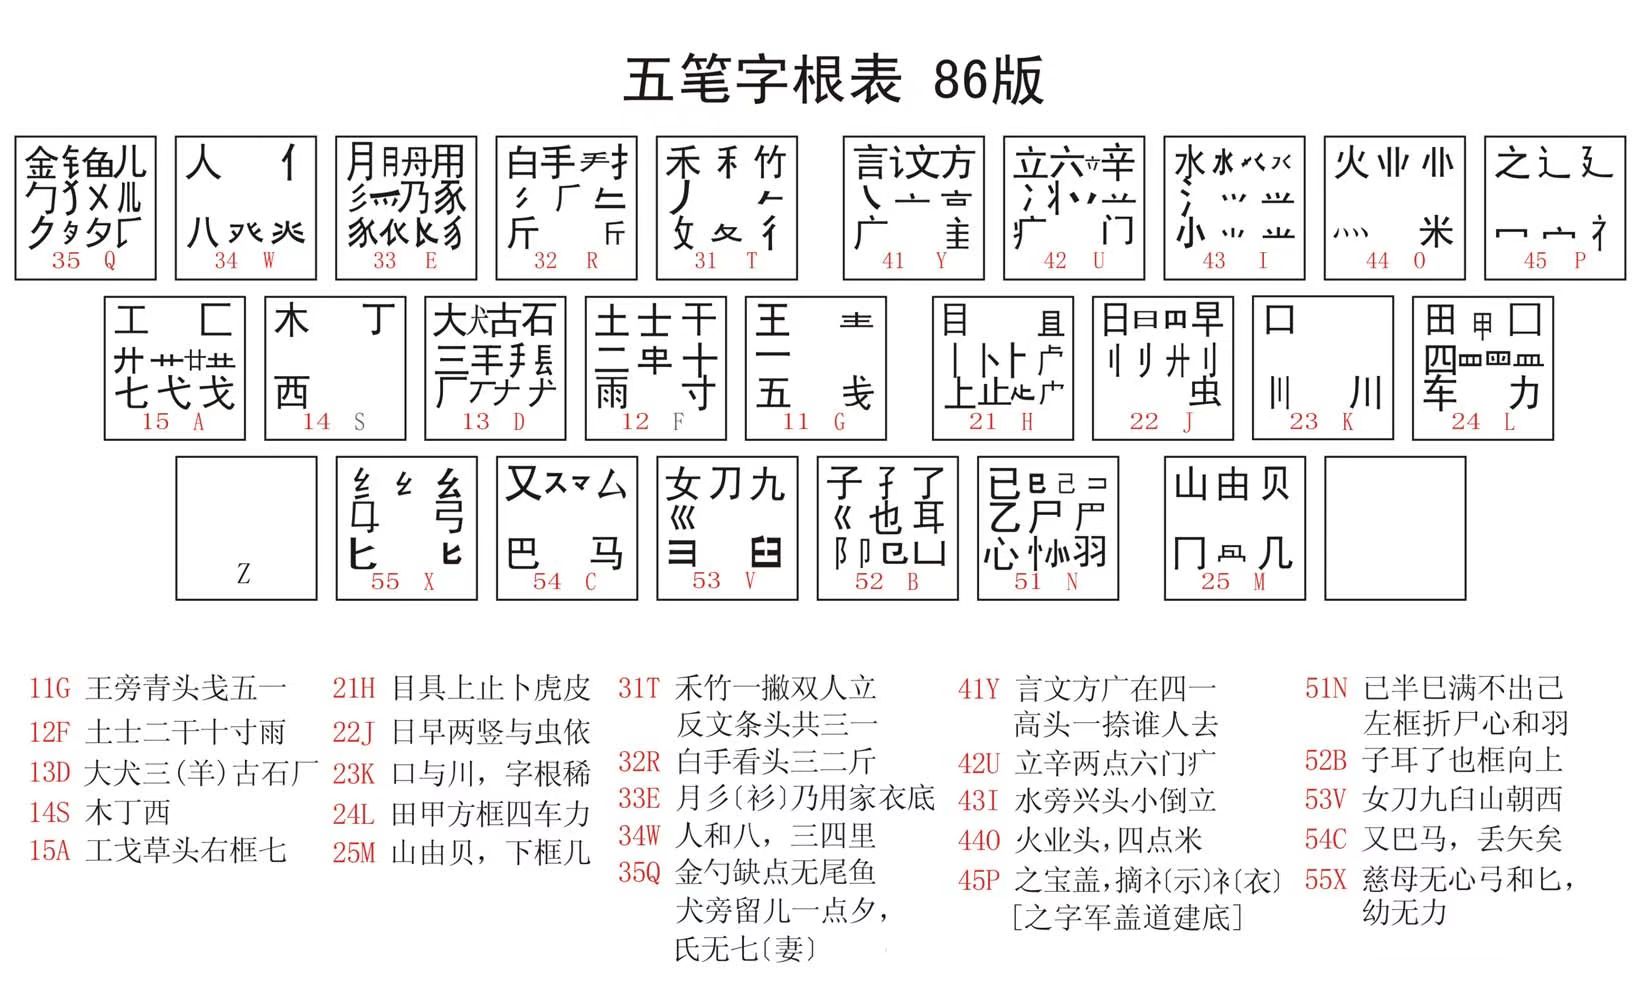 五笔字根表 86版
金钅鱼儿
勹乂
夕
35 Q
人 亻
八
34 W
月丹用
彡爫乃豕
豕
33 E
白手扌
彡厂
斤
32 R
禾禾竹
丿
攵夂彳
31 T
言讠文方
亠
广
41 Y
立六辛
冫丬
疒 门
42 U
水
氵
小
43 I
火
灬 米
44 O
之辶廴
冖宀礻
45 P
工 匚
廾艹廿
七弋戈
15 A
木 丁
西
14 S
大犬古石
三
厂ナ
13 D
土士干
二十
雨 寸
12 F
王
一
五 戋
11 G
目 且
丨卜
上止
21 H
日曰早
刂
虫
22 J
口
川
23 K
田甲囗
四罒皿
车 力
24 L
Z
纟幺
弓
匕
55 X
又マ厶
巴 马
54 C
女刀九
巛
彐 臼
53 V
子孑了
巜也耳
阝卩㔾凵
52 B
已巳己コ
乙尸
心忄羽
51 N
山由贝
冂 几
25 M
11G 王旁青头戋五一
12F 土士二干十寸雨
13D 大犬三(羊)古石厂
14S 木丁西
15A 工戈草头右框七
21H 目具上止卜虎皮
22J 日早两竖与虫依
23K 口与川，字根稀
24L 田甲方框四车力
25M 山由贝，下框几
31T 禾竹一撇双人立
反文条头共三一
32R 白手看头三二斤
33E 月彡〔衫〕乃用家衣底
34W 人和八，三四里
35Q 金勺缺点无尾鱼
犬旁留儿一点夕，
氏无七〔妻〕
41Y 言文方广在四一
高头一捺谁人去
42U 立辛两点六门疒
43I 水旁兴头小倒立
44O 火业头，四点米
45P 之宝盖，摘礻〔示〕衤〔衣〕
[之字军盖道建底]
51N 已半巳满不出己
左框折尸心和羽
52B 子耳了也框向上
53V 女刀九臼山朝西
54C 又巴马，丢矢矣
55X 慈母无心弓和匕，
幼无力